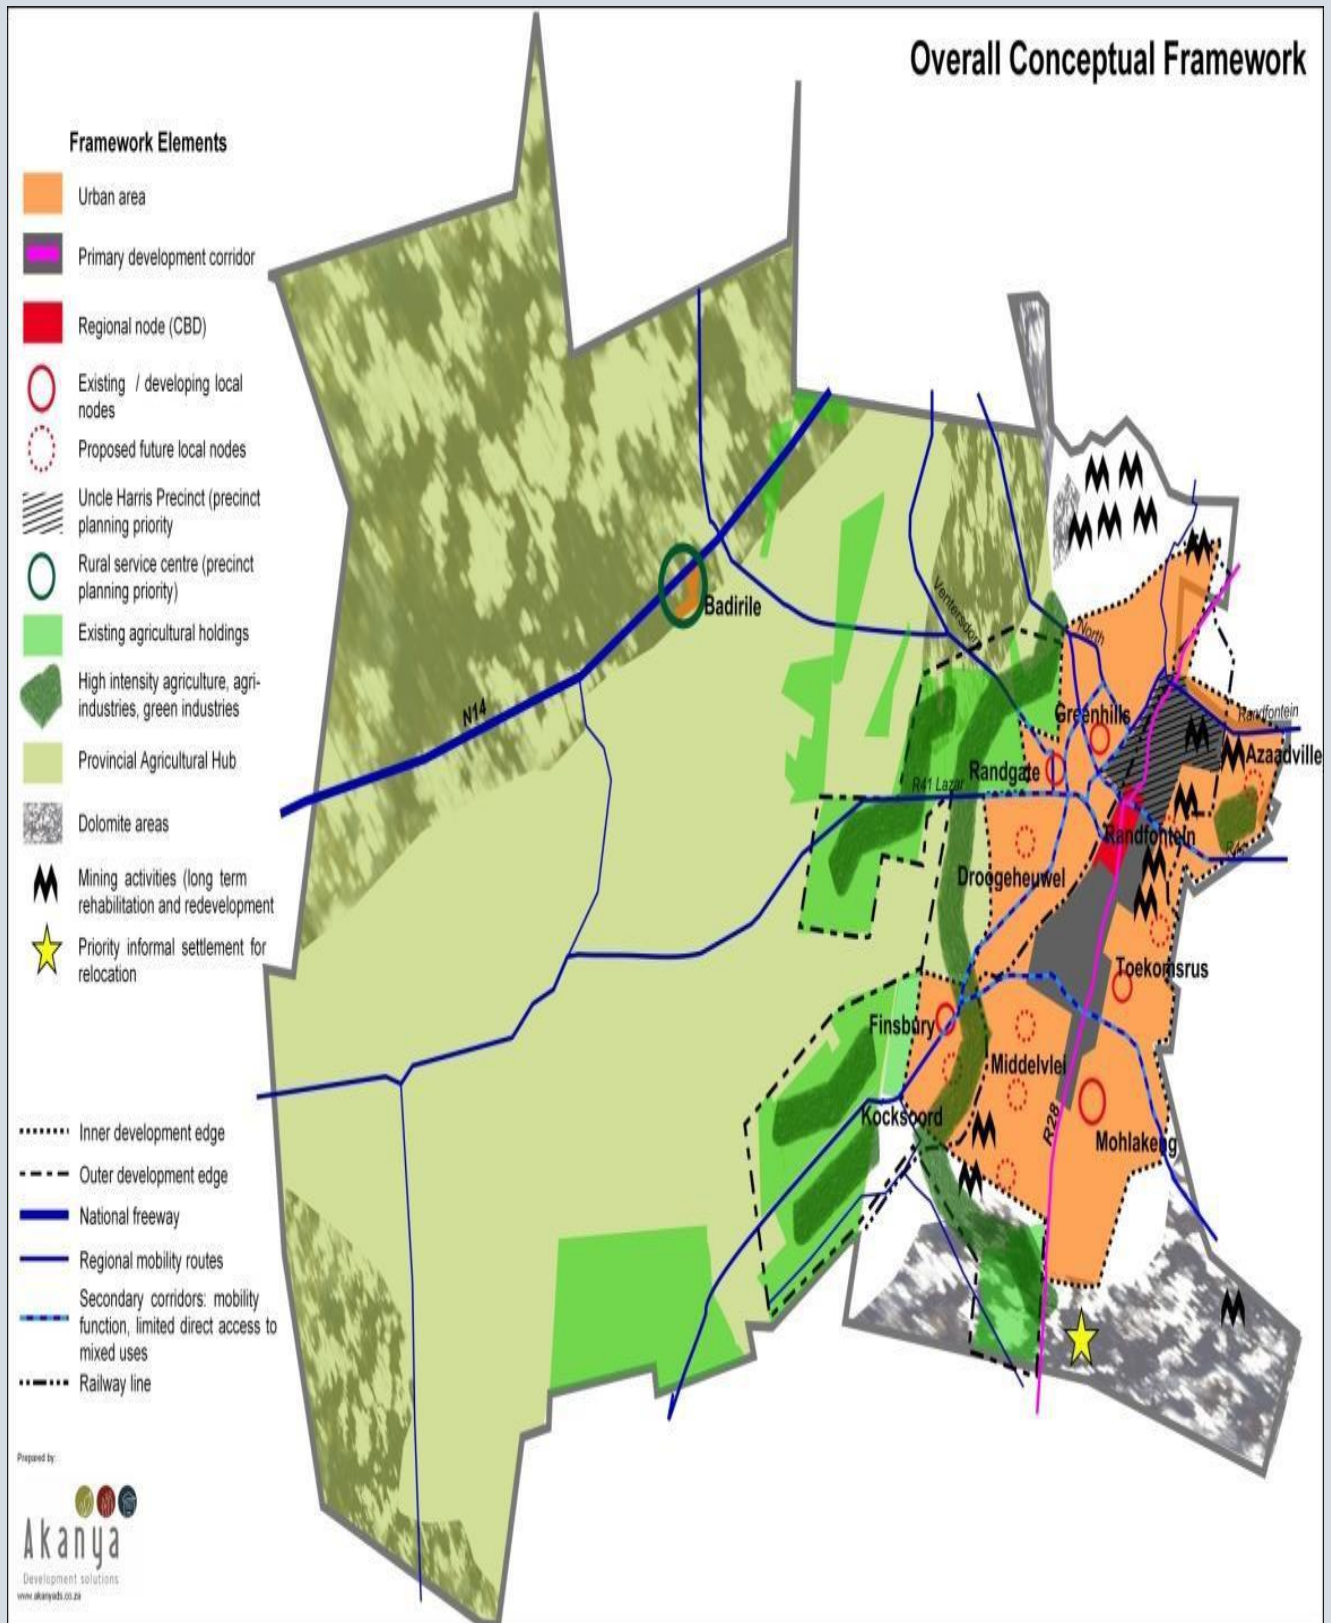 Overall Conceptual Framework
Framework Elements
Urban area
Primary development corridor
Regional node (CBD)
Existing / developing local
nodes
Proposed future local nodes
Uncle Harris Precinct (precinct
planning priority
Rural service centre (precinct
planning priority)
Existing agricultural holdings
High intensity agriculture, agri-
industries, green industries
Provincial Agricultural Hub
Dolomite areas
Mining activities (long term
rehabilitation and redevelopment
Priority informal settlement for
relocation
Inner development edge
Outer development edge
National freeway
Regional mobility routes
Secondary corridors: mobility
function, limited direct access to
mixed uses
Railway line
Prepared by:
Akanya
Development solutions
www.akanyads.co.za
Badirile
N14
Ventersdorp
North
Greenhills
Randfontein
Azaadville
Randgate
R41 Lazar
Randfontein
Droogeheuwel
Toekomsrus
Finsbury
Middelvlei
Kocksoord
R28
Mohlakeng